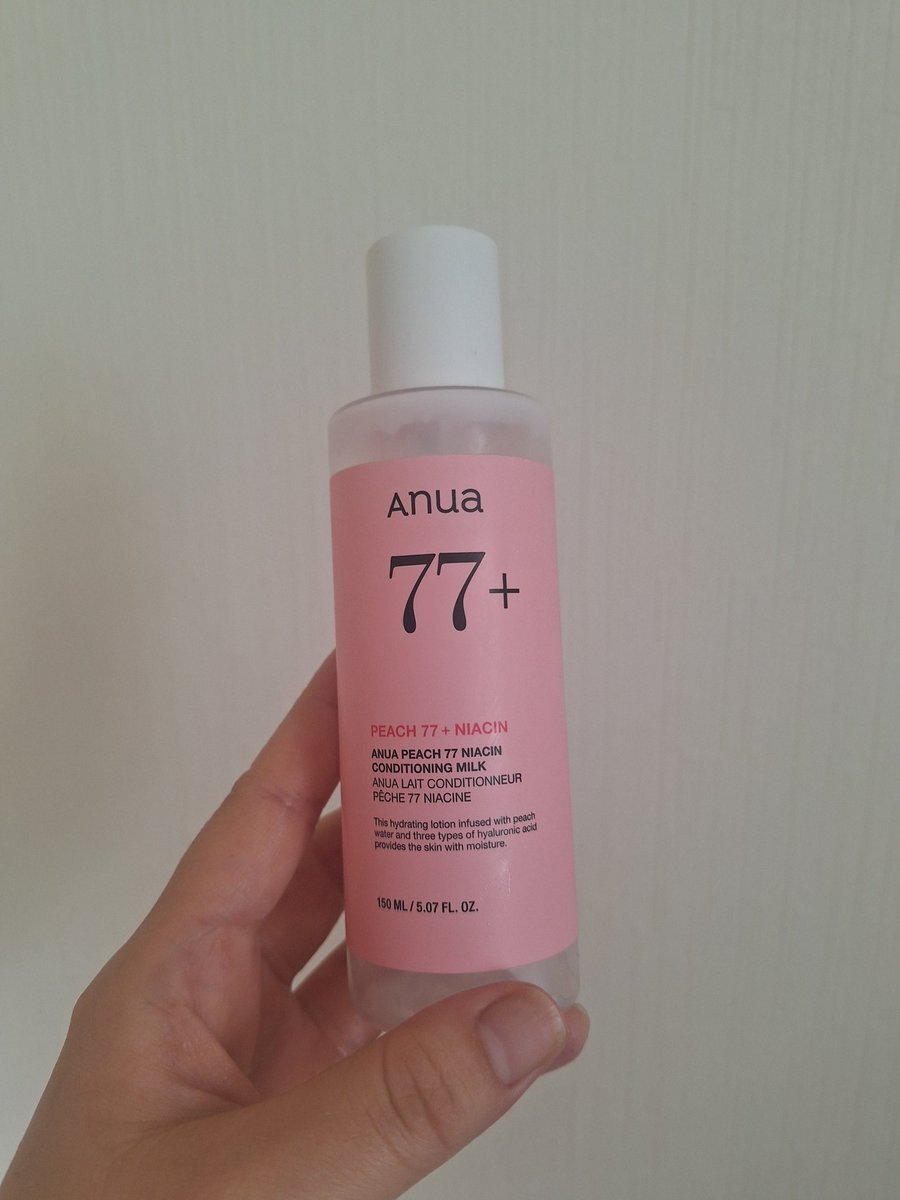 Anua
77+
PEACH 77+ NIACIN
ANUA PEACH 77 NIACIN
CONDITIONING MILK
ANUA LAIT CONDITIONNEUR
PÊCHE 77 NIACINE
This hydrating lotion infused with peach
water and three types of hyaluronic acid
provides the skin with moisture.
150 ML / 5.07 FL. OZ.